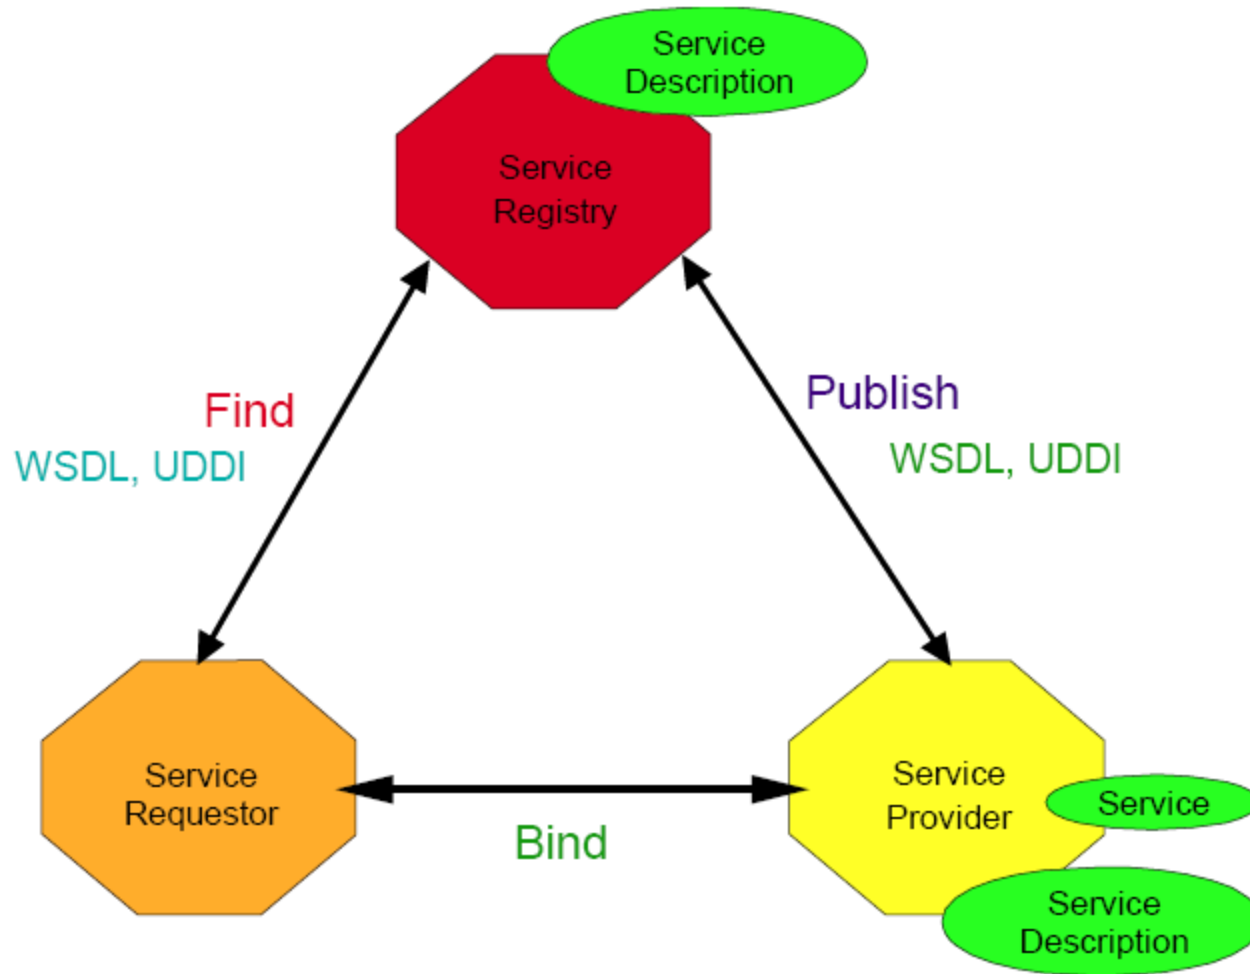 Service
Description
Service
Registry
Find
WSDL, UDDI
Publish
WSDL, UDDI
Service
Requestor
Bind
Service
Provider
Service
Service
Description